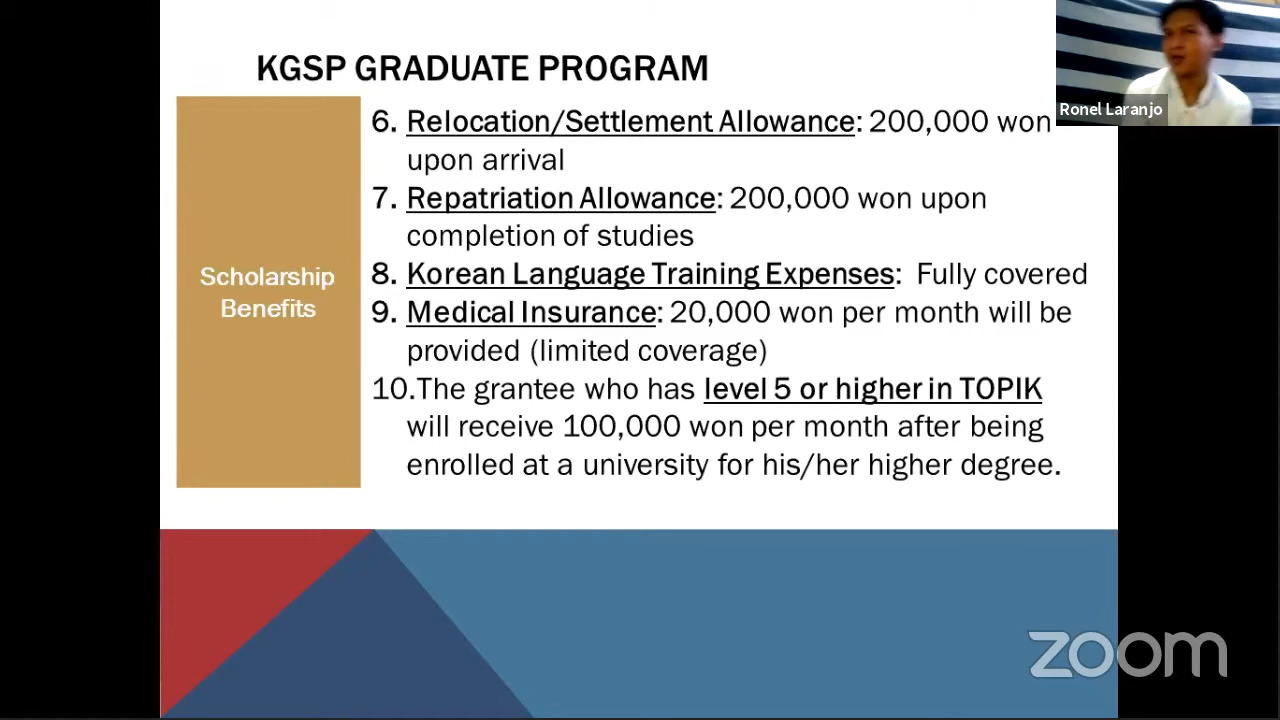 KGSP GRADUATE PROGRAM
Ronel Laranjo
Scholarship
Benefits
6. Relocation/Settlement Allowance: 200,000 won
upon arrival
7. Repatriation Allowance: 200,000 won upon
completion of studies
8. Korean Language Training Expenses: Fully covered
9. Medical Insurance: 20,000 won per month will be
provided (limited coverage)
10.The grantee who has level 5 or higher in TOPIK
will receive 100,000 won per month after being
enrolled at a university for his/her higher degree.
zoom